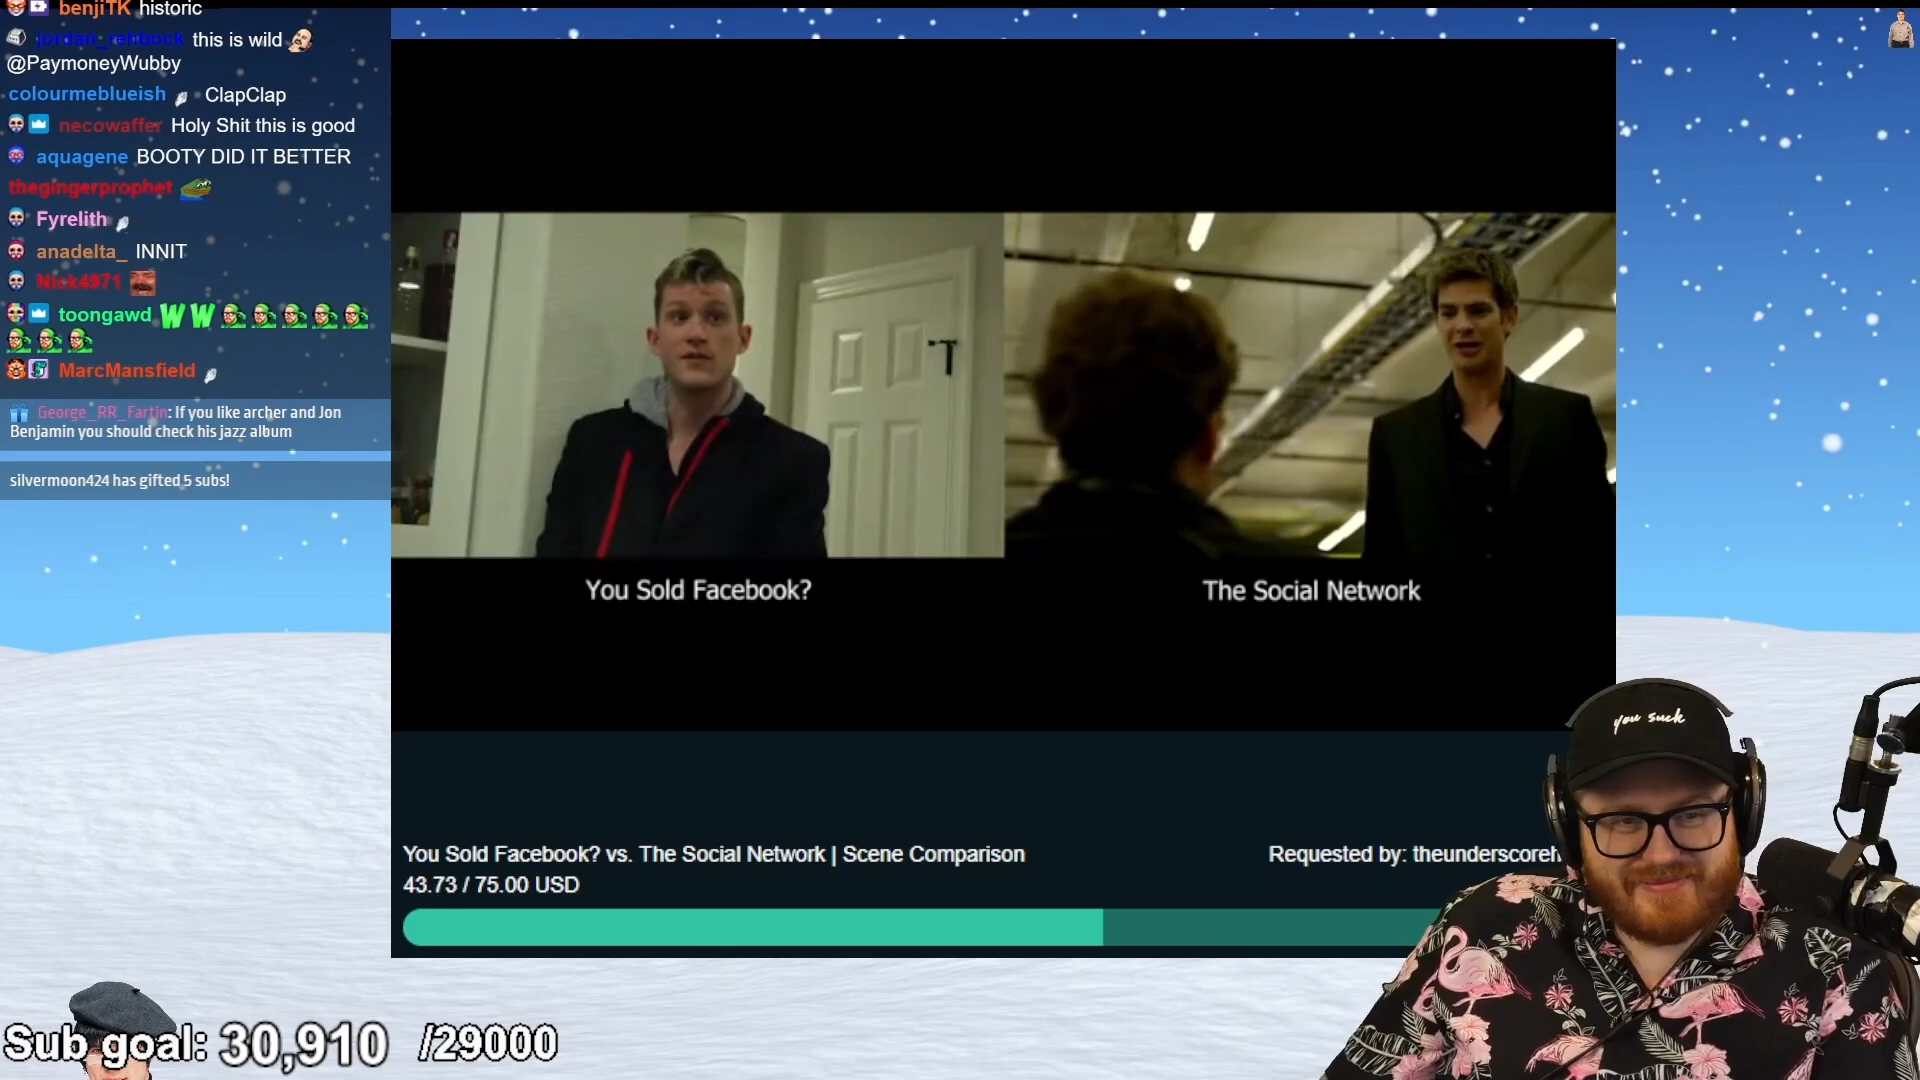 benjiTK historic
jordan_rehbock this is wild
@PaymoneyWubby
colourmeblueish ClapClap
necowaffer Holy Shit this is good
aquagene BOOTY DID IT BETTER
thegingerprophet
Fyrelith
anadelta_ INNIT
Nick4971
toongawd W W
MarcMansfield
George_RR_Fartin: If you like archer and Jon
Benjamin you should check his jazz album
silvermoon424 has gifted 5 subs!
You Sold Facebook?
The Social Network
you suck
You Sold Facebook? vs. The Social Network | Scene Comparison
Requested by: theunderscoreh
43.73 / 75.00 USD
Sub goal: 30,910 /29000